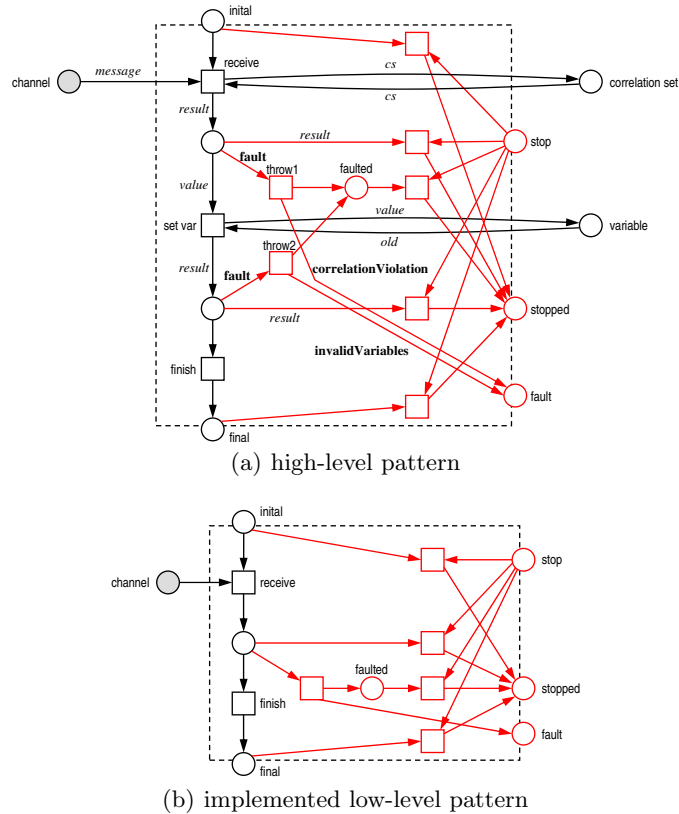 inital
receive
channel
message
cs
cs
correlation set
result
result
stop
fault
throw1
faulted
value
value
set var
old
variable
throw2
result
fault
correlationViolation
result
stopped
invalidVariables
finish
fault
final
(a) high-level pattern
inital
channel
receive
stop
faulted
finish
stopped
fault
final
(b) implemented low-level pattern